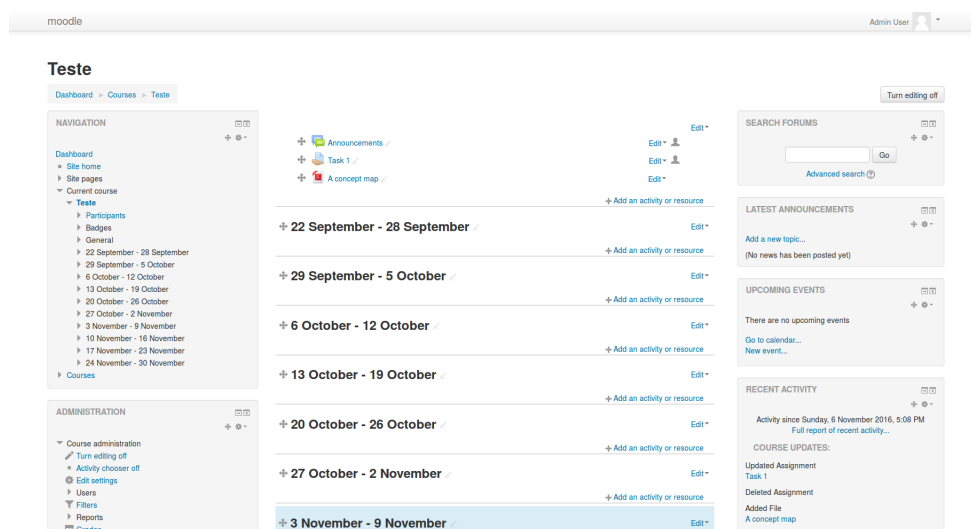 moodle
Admin User
Teste
Dashboard Courses Teste
Turn editing off
NAVIGATION
Dashboard
Site home
Site pages
Current course
Teste
Participants
Badges
General
22 September - 28 September
29 September - 5 October
6 October - 12 October
13 October - 19 October
20 October - 26 October
27 October - 2 November
3 November - 9 November
10 November - 16 November
17 November - 23 November
24 November - 30 November
Courses
ADMINISTRATION
Course administration
Turn editing off
Activity chooser off
Edit settings
Users
Filters
Reports
Grades
Edit
Announcements Edit
Task 1 Edit
A concept map Edit
Add an activity or resource
22 September - 28 September Edit
Add an activity or resource
29 September - 5 October Edit
Add an activity or resource
6 October - 12 October Edit
Add an activity or resource
13 October - 19 October Edit
Add an activity or resource
20 October - 26 October Edit
Add an activity or resource
27 October - 2 November Edit
Add an activity or resource
3 November - 9 November Edit
SEARCH FORUMS
Go
Advanced search ?
LATEST ANNOUNCEMENTS
Add a new topic...
(No news has been posted yet)
UPCOMING EVENTS
There are no upcoming events
Go to calendar...
New event...
RECENT ACTIVITY
Activity since Sunday, 6 November 2016, 5:08 PM
Full report of recent activity...
COURSE UPDATES:
Updated Assignment
Task 1
Deleted Assignment
Added File
A concept map